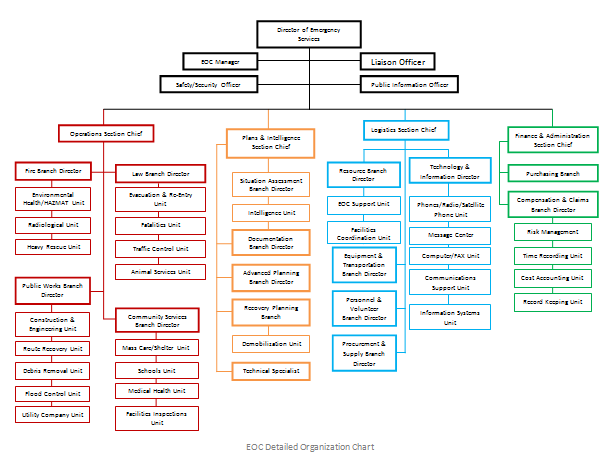 Director of Emergency
Services
EOC Manager
Liaison Officer
Safety/Security Officer
Public Information Officer
Operations Section Chief
Fire Branch Director
Environmental
Health/HAZMAT Unit
Radiological Unit
Heavy Rescue Unit
Law Branch Director
Evacuation & Re-Entry
Unit
Fatalities Unit
Traffic Control Unit
Animal Services Unit
Public Works Branch
Director
Construction &
Engineering Unit
Route Recovery Unit
Debris Removal Unit
Flood Control Unit
Utility Company Unit
Community Services
Branch Director
Mass Care/Shelter Unit
Schools Unit
Medical Health Unit
Facilities Inspections
Unit
Plans & Intelligence
Section Chief
Situation Assessment
Branch Director
Intelligence Unit
Documentation
Branch Director
Advanced Planning
Branch Director
Recovery Planning
Branch
Demobilization Unit
Technical Specialist
Logistics Section Chief
Resource Branch
Director
EOC Support Unit
Facilities
Coordination Unit
Equipment &
Transportation
Branch Director
Personnel &
Volunteer
Branch Director
Procurement &
Supply Branch
Director
Technology &
Information Director
Phones/Radio/Satellite
Phone Unit
Message Center
Computer/FAX Unit
Communications
Support Unit
Information Systems
Unit
Finance & Administration
Section Chief
Purchasing Branch
Compensation & Claims
Branch Director
Risk Management
Time Recording Unit
Cost Accounting Unit
Record Keeping Unit
EOC Detailed Organization Chart